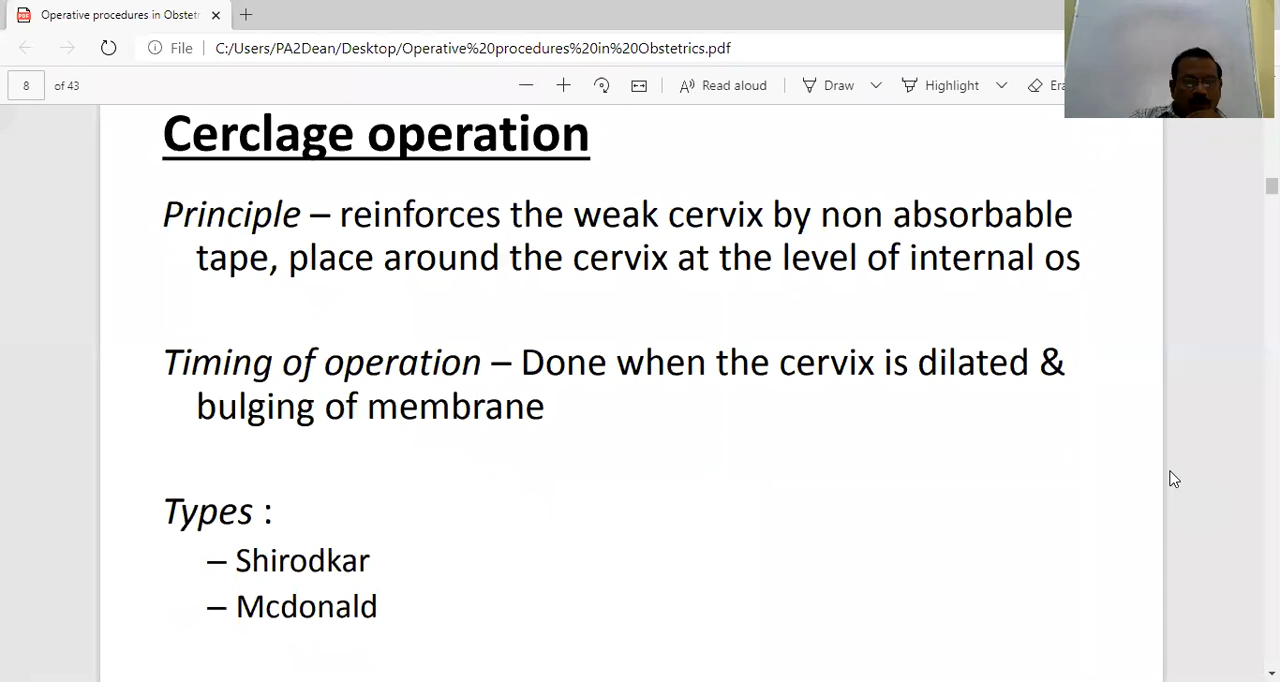 Operative procedures in Obstetr
File C:/Users/PA2Dean/Desktop/Operative%20procedures%20in%20Obstetrics.pdf
8 of 43 Read aloud Draw Highlight Era
Cerclage operation
Principle – reinforces the weak cervix by non absorbable
tape, place around the cervix at the level of internal os
Timing of operation – Done when the cervix is dilated &
bulging of membrane
Types :
– Shirodkar
– Mcdonald